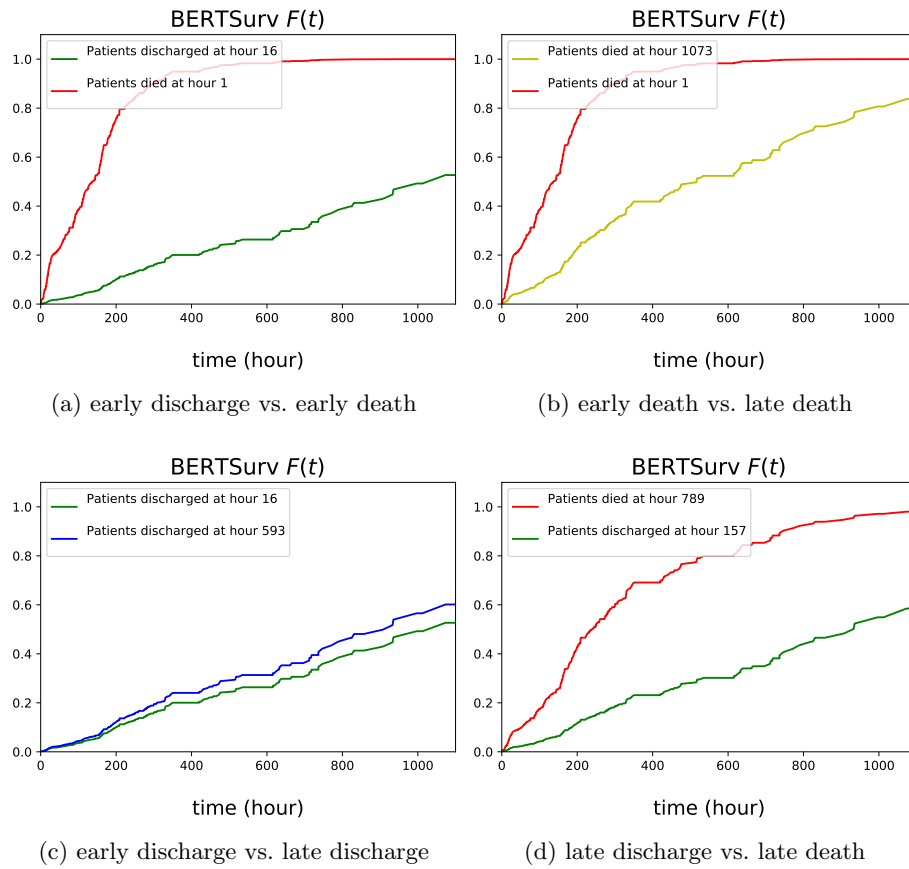 BERTSurv F(t)
Patients discharged at hour 16
Patients died at hour 1
1.0
0.8
0.6
0.4
0.2
0.0
0 200 400 600 800 1000
time (hour)
(a) early discharge vs. early death
BERTSurv F(t)
Patients died at hour 1073
Patients died at hour 1
1.0
0.8
0.6
0.4
0.2
0.0
0 200 400 600 800 1000
time (hour)
(b) early death vs. late death
BERTSurv F(t)
Patients discharged at hour 16
Patients discharged at hour 593
1.0
0.8
0.6
0.4
0.2
0.0
0 200 400 600 800 1000
time (hour)
(c) early discharge vs. late discharge
BERTSurv F(t)
Patients died at hour 789
Patients discharged at hour 157
1.0
0.8
0.6
0.4
0.2
0.0
0 200 400 600 800 1000
time (hour)
(d) late discharge vs. late death